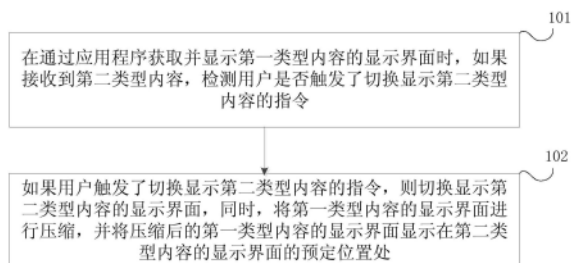 101
在通过应用程序获取并显示第一类型内容的显示界面时，如果
接收到第二类型内容，检测用户是否触发了切换显示第二类型
内容的指令
102
如果用户触发了切换显示第二类型内容的指令，则切换显示第
二类型内容的显示界面，同时，将第一类型内容的显示界面进
行压缩，并将压缩后的第一类型内容的显示界面显示在第二类
型内容的显示界面的预定位置处